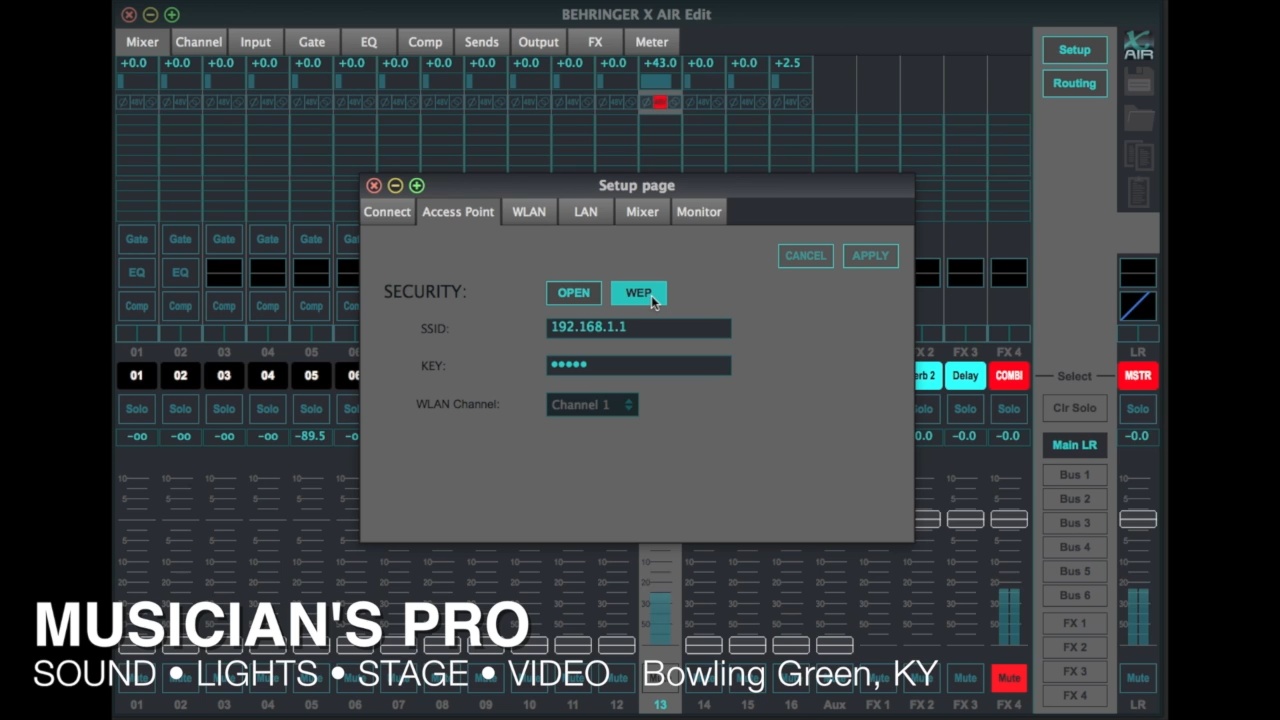 BEHRINGER X AIR Edit
Mixer Channel Input Gate EQ Comp Sends Output FX Meter
Setup
X AIR
Routing
+0.0 +0.0 +0.0 +0.0 +0.0 +0.0 +0.0 +0.0 +0.0 +0.0 +0.0 +0.0 +43.0 +0.0 +0.0 +2.5
Setup page
Connect Access Point WLAN LAN Mixer Monitor
CANCEL APPLY
SECURITY: OPEN WEP
SSID: 192.168.1.1
KEY: •••••
WLAN Channel: Channel 1
Gate Gate Gate Gate Gate
EQ EQ
Comp Comp Comp Comp Comp
01 02 03 04 05 06 FX 2 FX 3 FX 4 LR
01 02 03 04 05 06 erb 2 Delay COMBI Select MSTR
Solo Solo Solo Solo Solo Solo Solo Solo Clr Solo Solo
-oo -oo -oo -oo -89.5 -0.0 -0.0 -0.0
Main LR
Bus 1
Bus 2
Bus 3
Bus 4
Bus 5
Bus 6
FX 1
FX 2
FX 3
FX 4
MUSICIAN'S PRO
SOUND • LIGHTS • STAGE • VIDEO Bowling Green, KY
Mute Mute Mute Mute
01 02 03 04 05 06 07 08 09 10 11 12 13 14 15 16 Aux FX 1 FX 2 FX 3 FX 4 LR